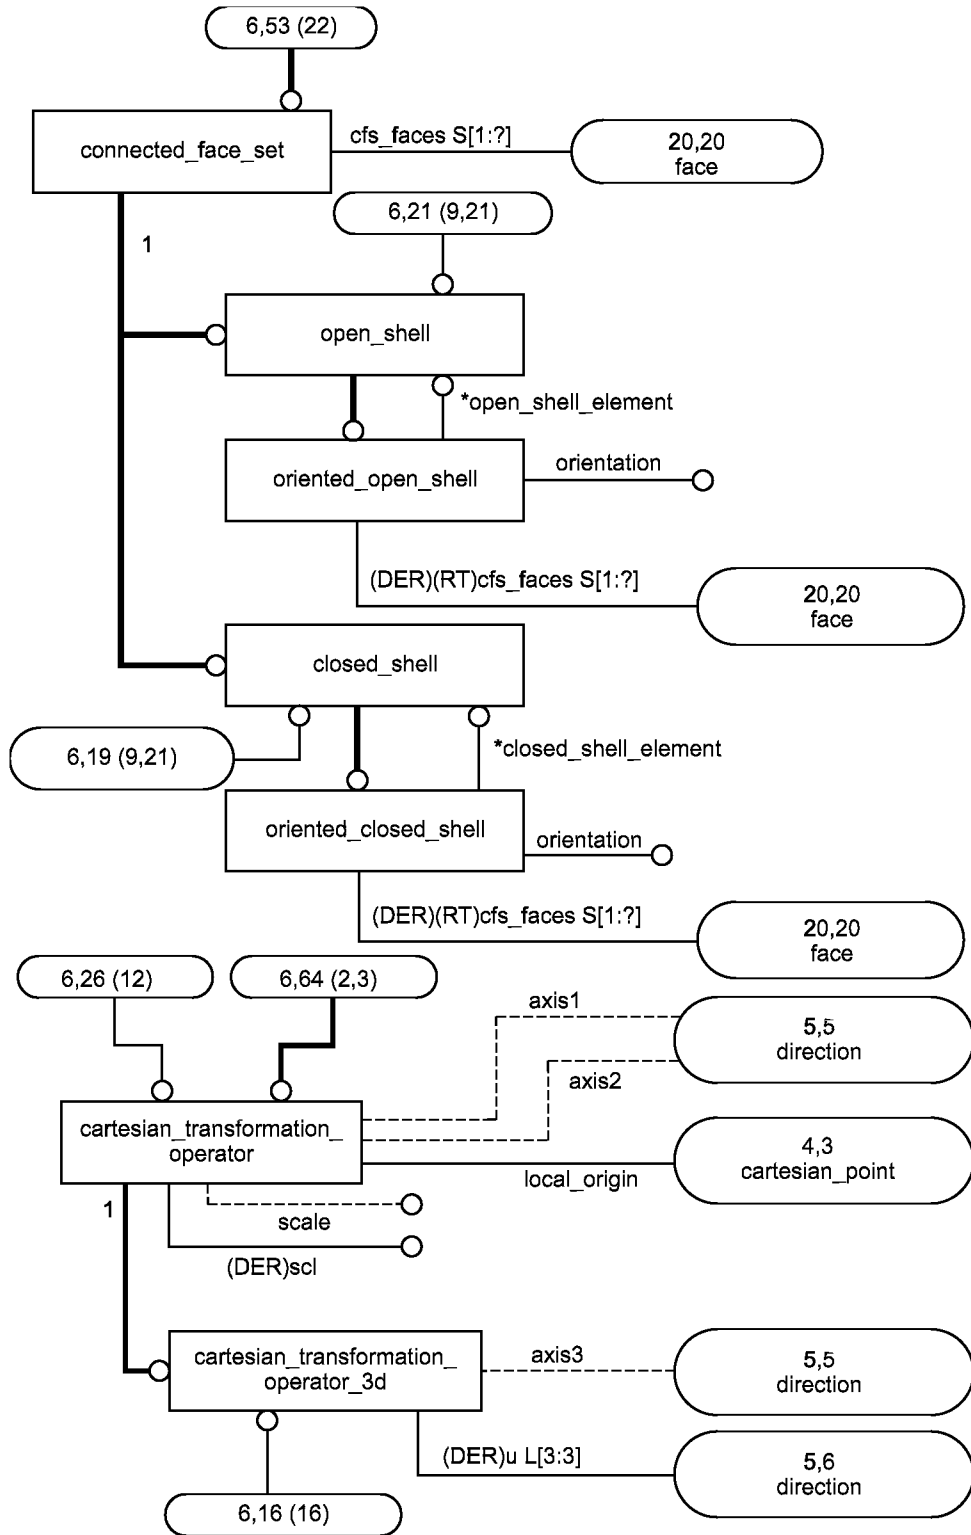 6,53 (22)
connected_face_set
cfs_faces S[1:?]
20,20
face
1
6,21 (9,21)
open_shell
*open_shell_element
oriented_open_shell
orientation
(DER)(RT)cfs_faces S[1:?]
20,20
face
closed_shell
6,19 (9,21)
*closed_shell_element
oriented_closed_shell
orientation
(DER)(RT)cfs_faces S[1:?]
20,20
face
6,26 (12)
6,64 (2,3)
axis1
5,5
direction
axis2
cartesian_transformation_
operator
local_origin
4,3
cartesian_point
1
scale
(DER)scl
cartesian_transformation_
operator_3d
axis3
5,5
direction
(DER)u L[3:3]
5,6
direction
6,16 (16)